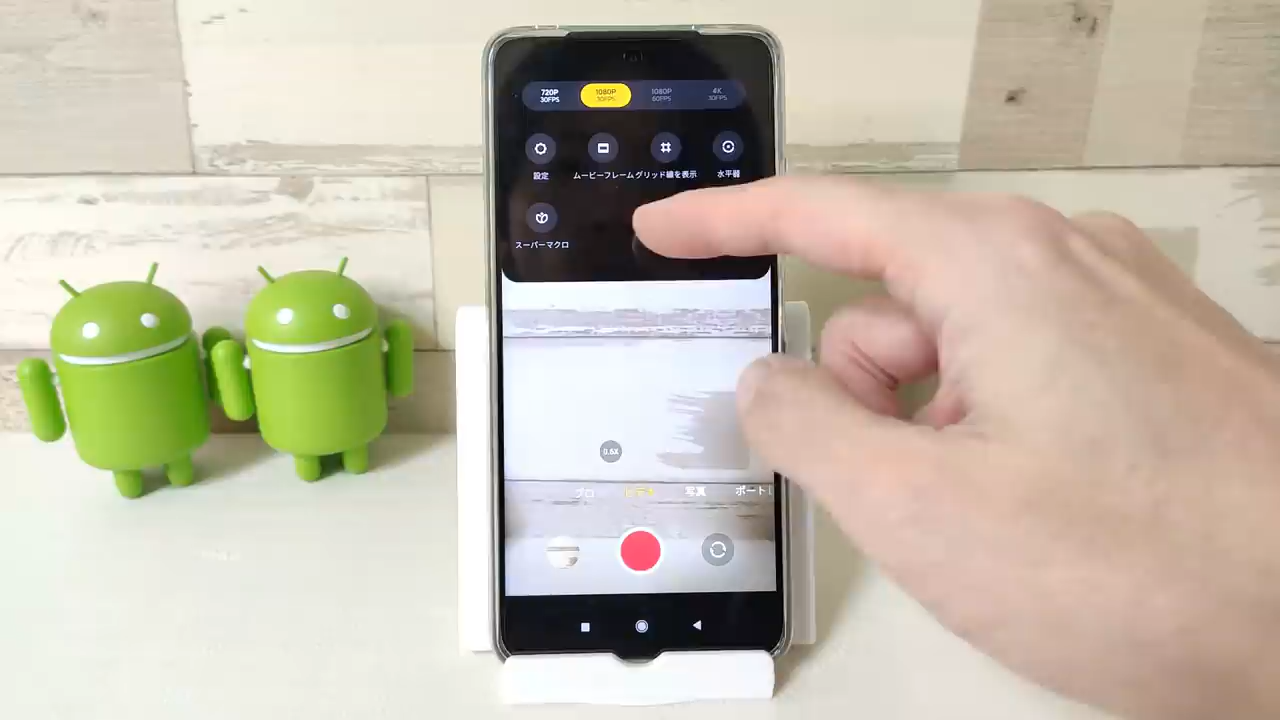 720P 1080P 1080P 4K
30FPS 30FPS 60FPS 30FPS
設定 ムービーフレーム グリッド線を表示 水平器
スーパーマクロ
0.6X
プロ ビデオ 写真 ポートレ